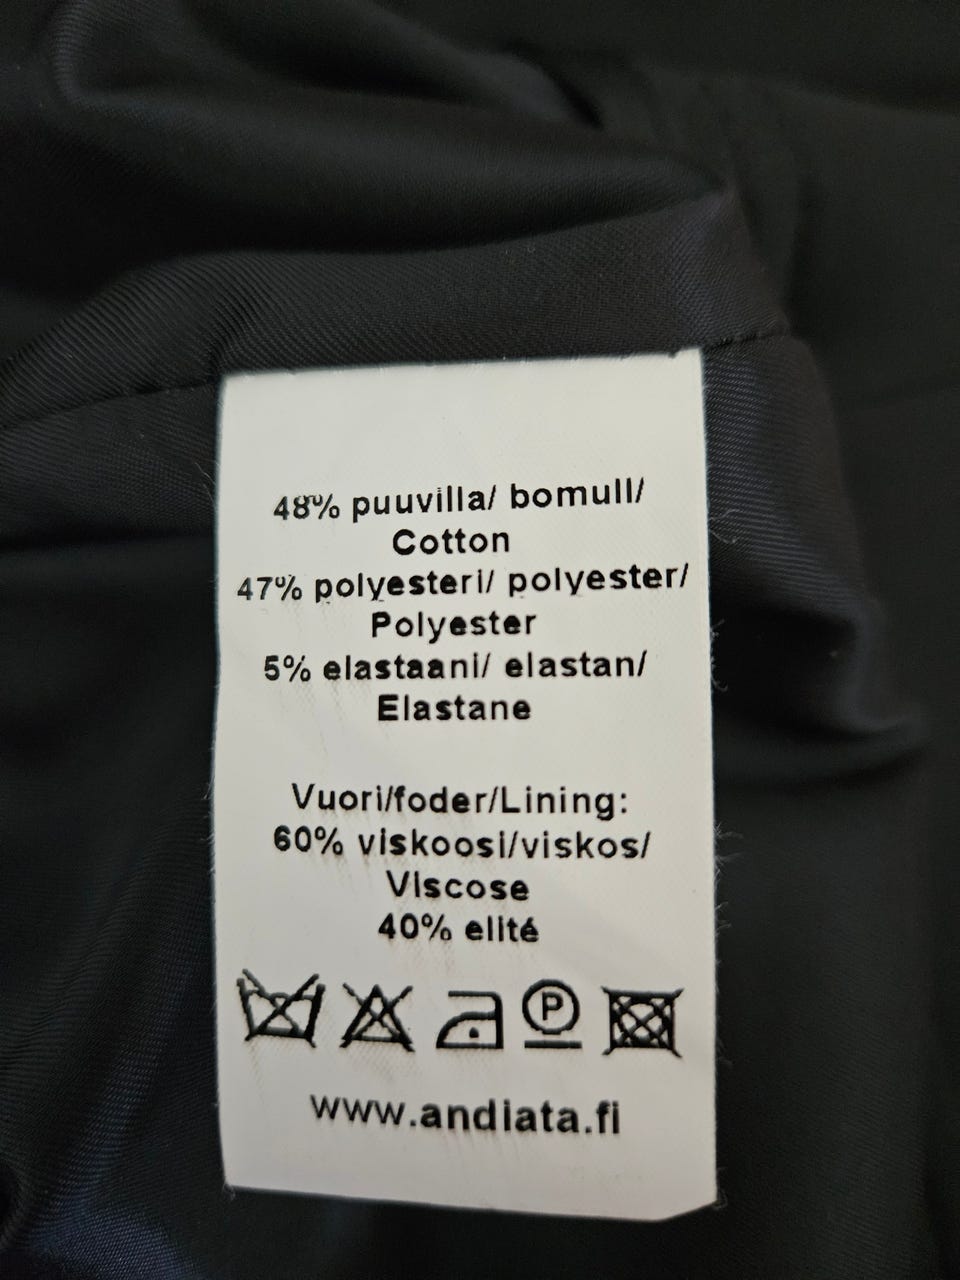 48% puuvilla/ bomull/
Cotton
47% polyesteri/ polyester/
Polyester
5% elastaani/ elastan/
Elastane
Vuori/foder/Lining:
60% viskoosi/viskos/
Viscose
40% elité
P
www.andiata.fi